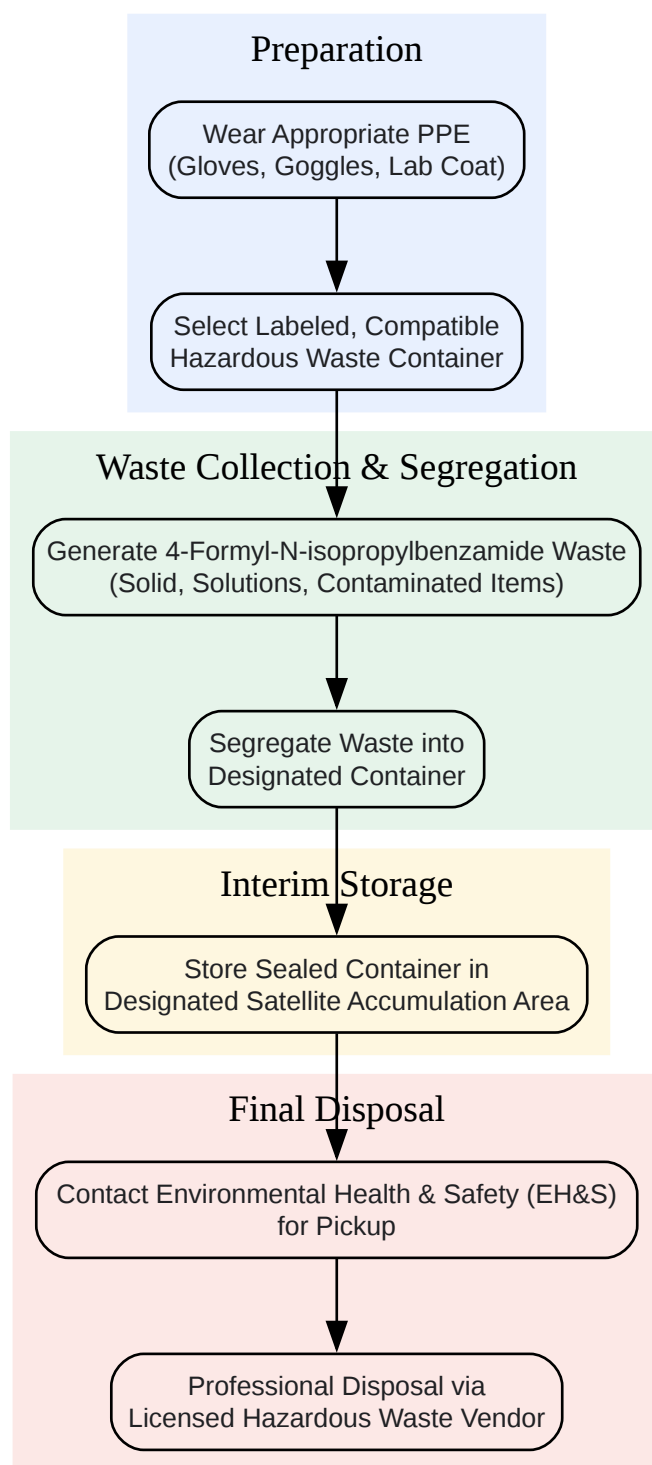 Preparation
Wear Appropriate PPE
(Gloves, Goggles, Lab Coat)
Select Labeled, Compatible
Hazardous Waste Container
Waste Collection & Segregation
Generate 4-Formyl-N-isopropylbenzamide Waste
(Solid, Solutions, Contaminated Items)
Segregate Waste into
Designated Container
Interim Storage
Store Sealed Container in
Designated Satellite Accumulation Area
Final Disposal
Contact Environmental Health & Safety (EH&S)
for Pickup
Professional Disposal via
Licensed Hazardous Waste Vendor